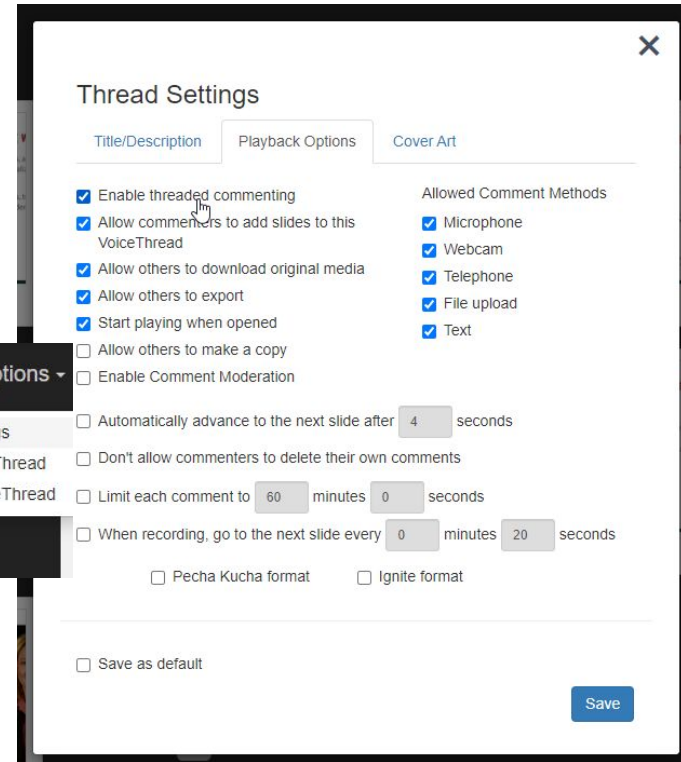 Thread Settings
Title/Description Playback Options Cover Art
Enable threaded commenting
Allow commenters to add slides to this
VoiceThread
Allow others to download original media
Allow others to export
Start playing when opened
Allow others to make a copy
Enable Comment Moderation
Allowed Comment Methods
Microphone
Webcam
Telephone
File upload
Text
Automatically advance to the next slide after 4 seconds
Don't allow commenters to delete their own comments
Limit each comment to 60 minutes 0 seconds
When recording, go to the next slide every 0 minutes 20 seconds
Pecha Kucha format Ignite format
Save as default
Save